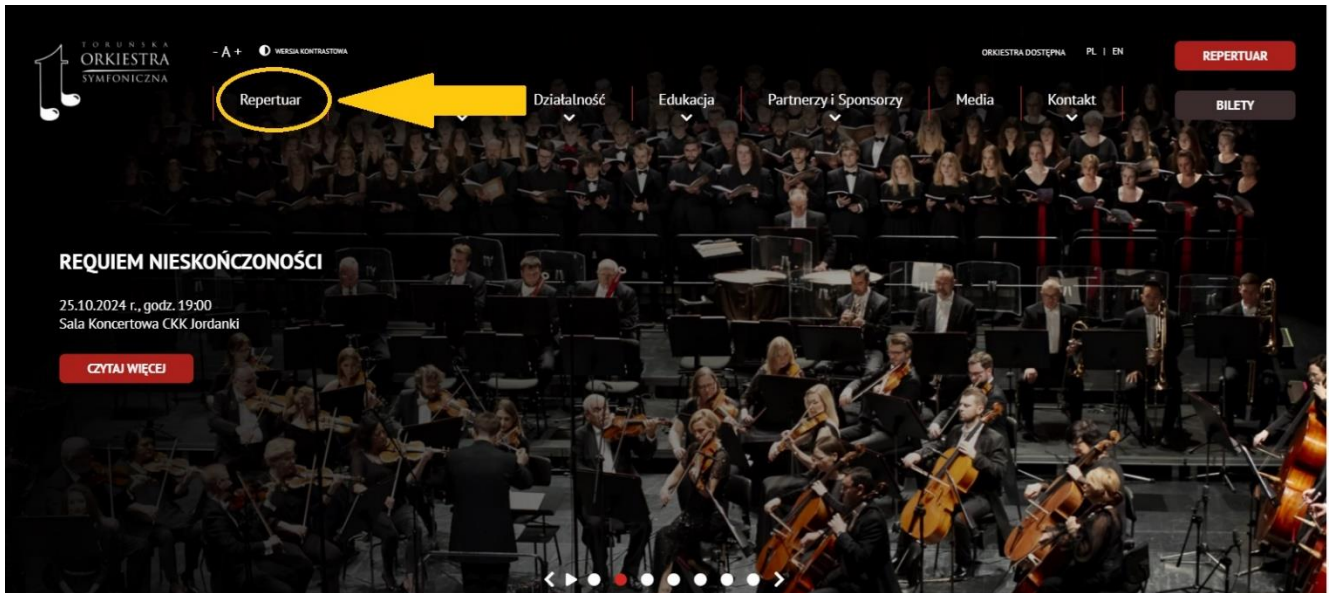 TORUŃSKA
ORKIESTRA
SYMFONICZNA
- A + WERSJA KONTRASTOWA
ORKIESTRA DOSTĘPNA PL | EN
REPERTUAR
Repertuar
Działalność
Edukacja
Partnerzy i Sponsorzy
Media
Kontakt
BILETY
REQUIEM NIESKOŃCZONOŚCI
25.10.2024 r., godz. 19:00
Sala Koncertowa CKK Jordanki
CZYTAJ WIĘCEJ